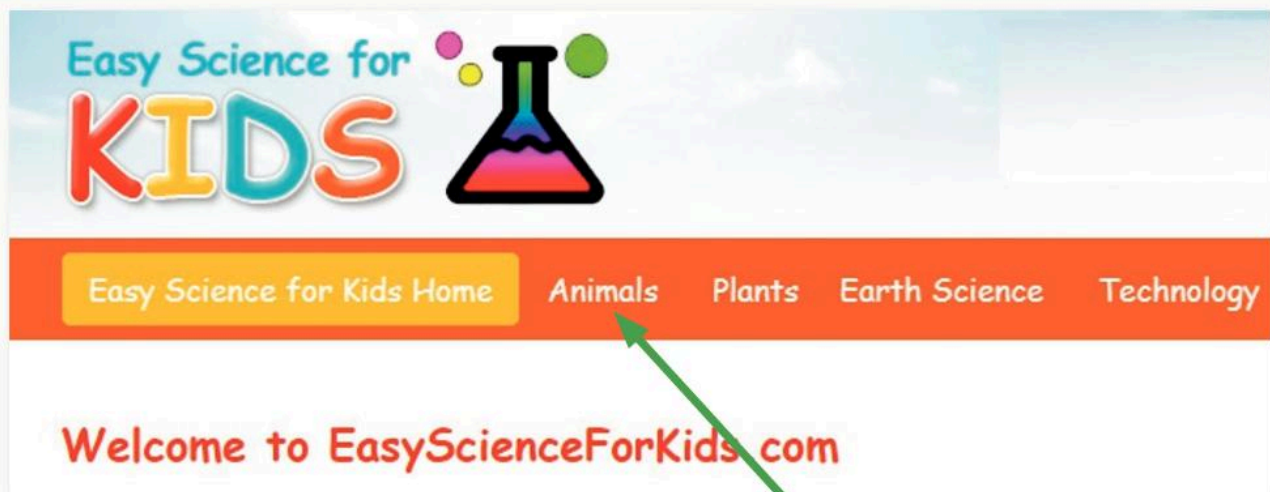 Easy Science for
KIDS
Easy Science for Kids Home Animals Plants Earth Science Technology
Welcome to EasyScienceForKids.com